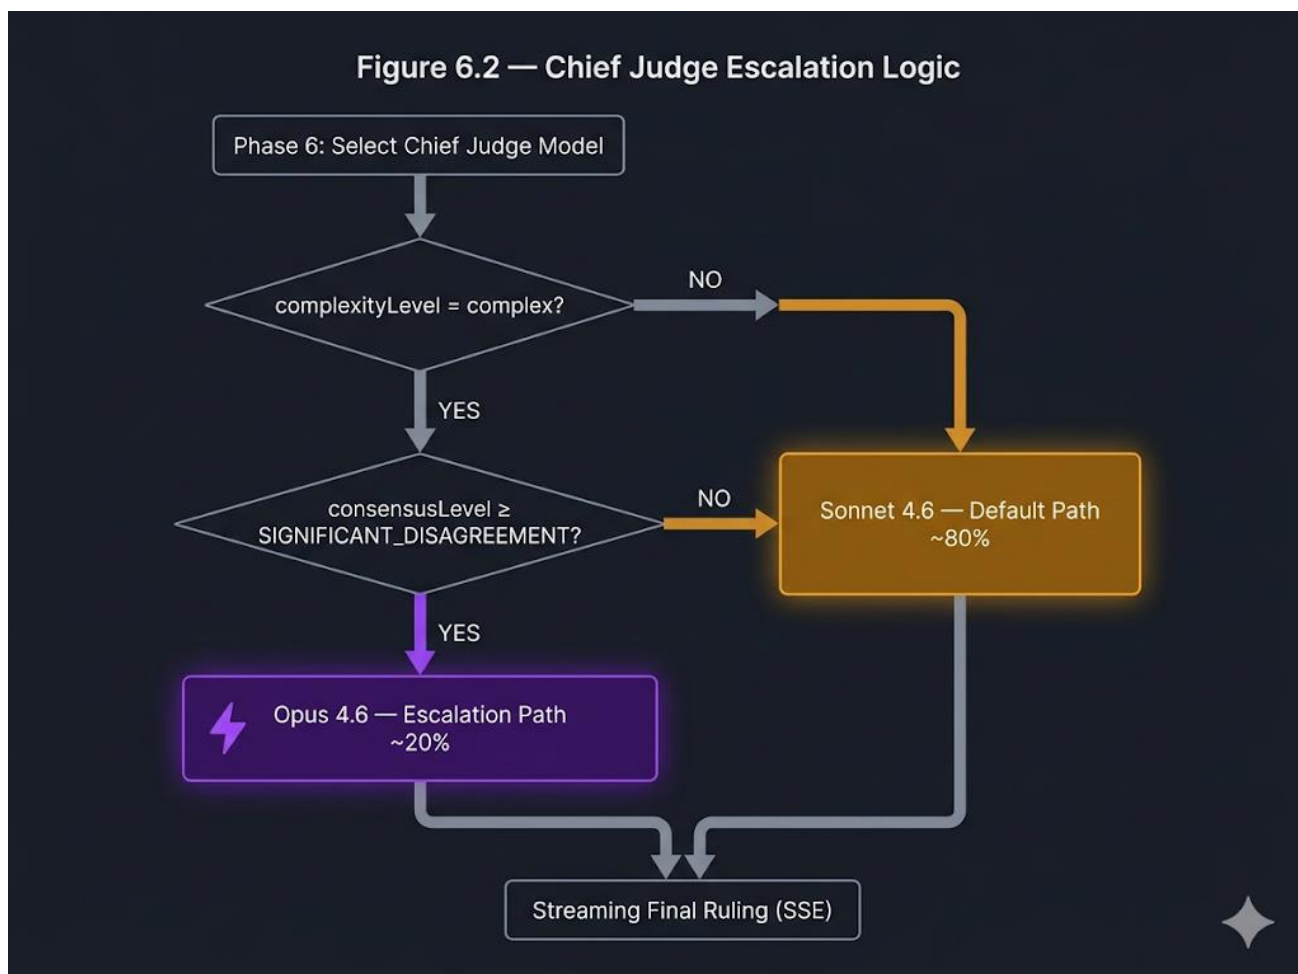 Figure 6.2 — Chief Judge Escalation Logic
Phase 6: Select Chief Judge Model
complexityLevel = complex?
NO
YES
consensusLevel ≥
SIGNIFICANT_DISAGREEMENT?
NO
Sonnet 4.6 — Default Path
~80%
YES
Opus 4.6 — Escalation Path
~20%
Streaming Final Ruling (SSE)